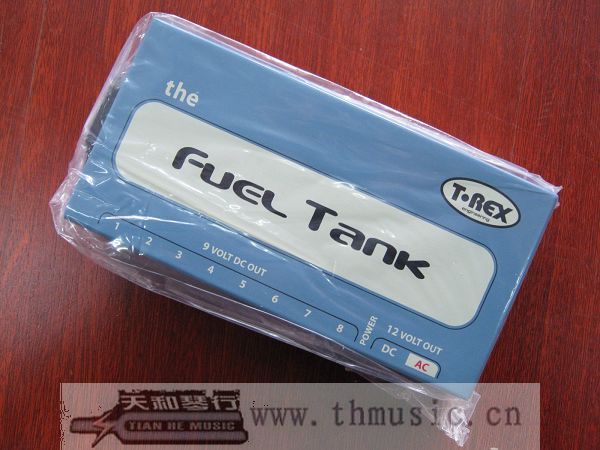 the
T·REX
engineering
FUEL TANK
9 VOLT DC OUT
1 2 3 4 5 6 7 8
POWER
12 VOLT OUT
DC AC
天和琴行
TIAN HE MUSIC
www.thmusic.cn